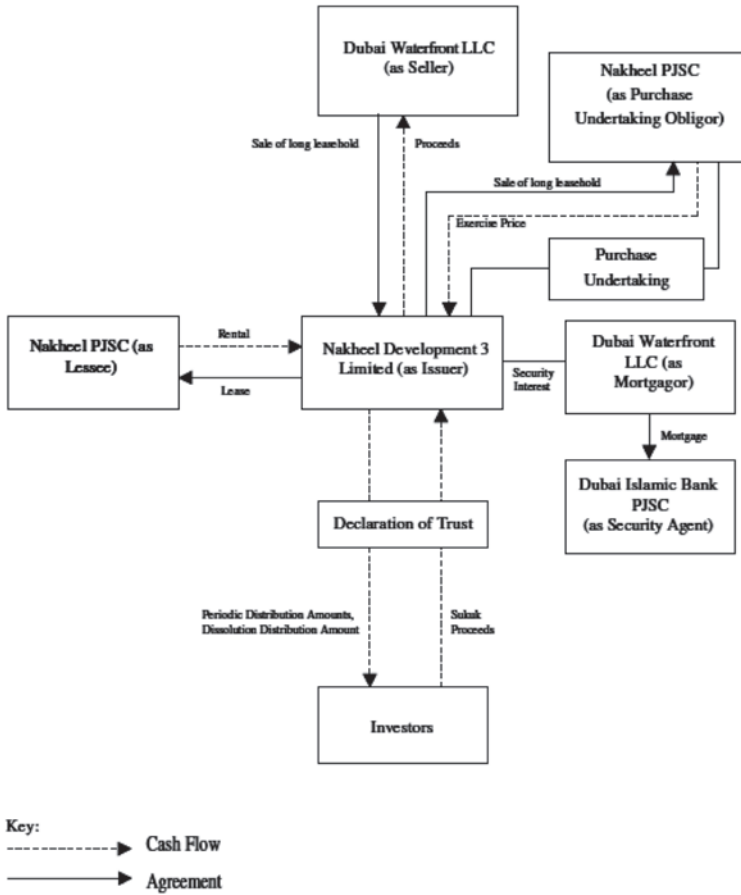 Dubai Waterfront LLC
(as Seller)
Nakheel PJSC
(as Purchase
Undertaking Obligor)
Sale of long leasehold
Proceeds
Sale of long leasehold
Exercise Price
Purchase
Undertaking
Nakheel PJSC (as
Lessee)
Rental
Lease
Nakheel Development 3
Limited (as Issuer)
Security
Interest
Dubai Waterfront
LLC (as
Mortgagor)
Mortgage
Dubai Islamic Bank
PJSC
(as Security Agent)
Declaration of Trust
Periodic Distribution Amounts,
Dissolution Distribution Amount
Sukuk
Proceeds
Investors
Key:
Cash Flow
Agreement